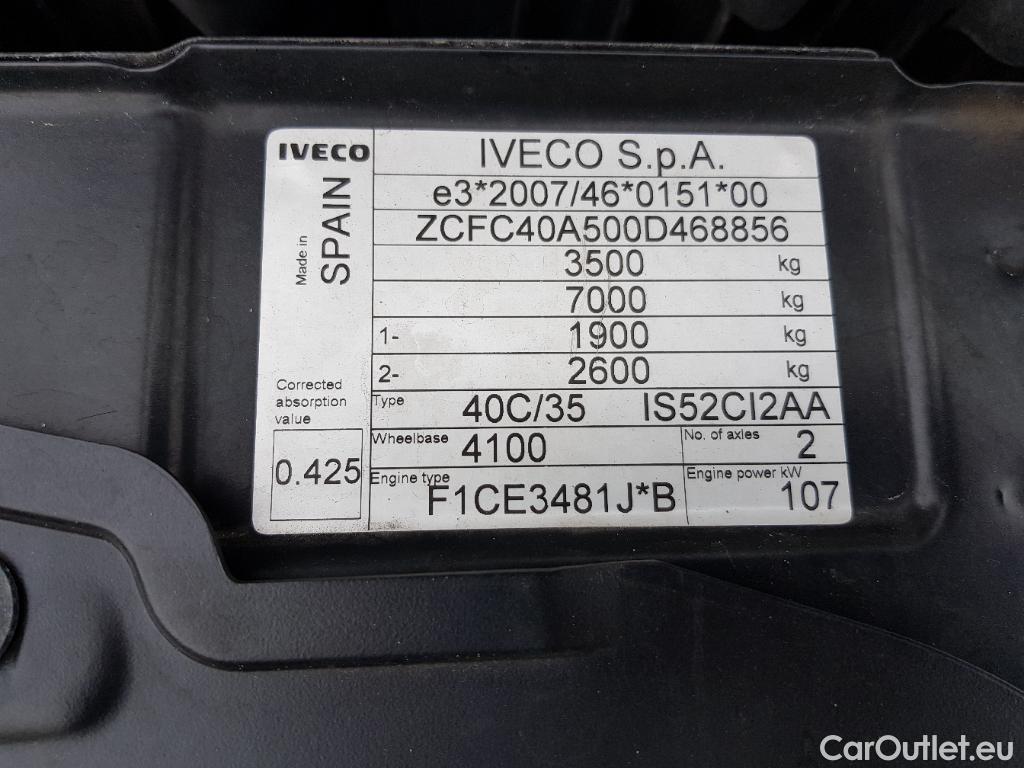 IVECO
IVECO S.p.A.
Made in
SPAIN
e3*2007/46*0151*00
ZCFC40A500D468856
3500 kg
7000 kg
1- 1900 kg
2- 2600 kg
Corrected
absorption
value
0.425
Type 40C/35 IS52CI2AA
Wheelbase 4100 No. of axles 2
Engine type F1CE3481J*B Engine power kW 107
CarOutlet.eu